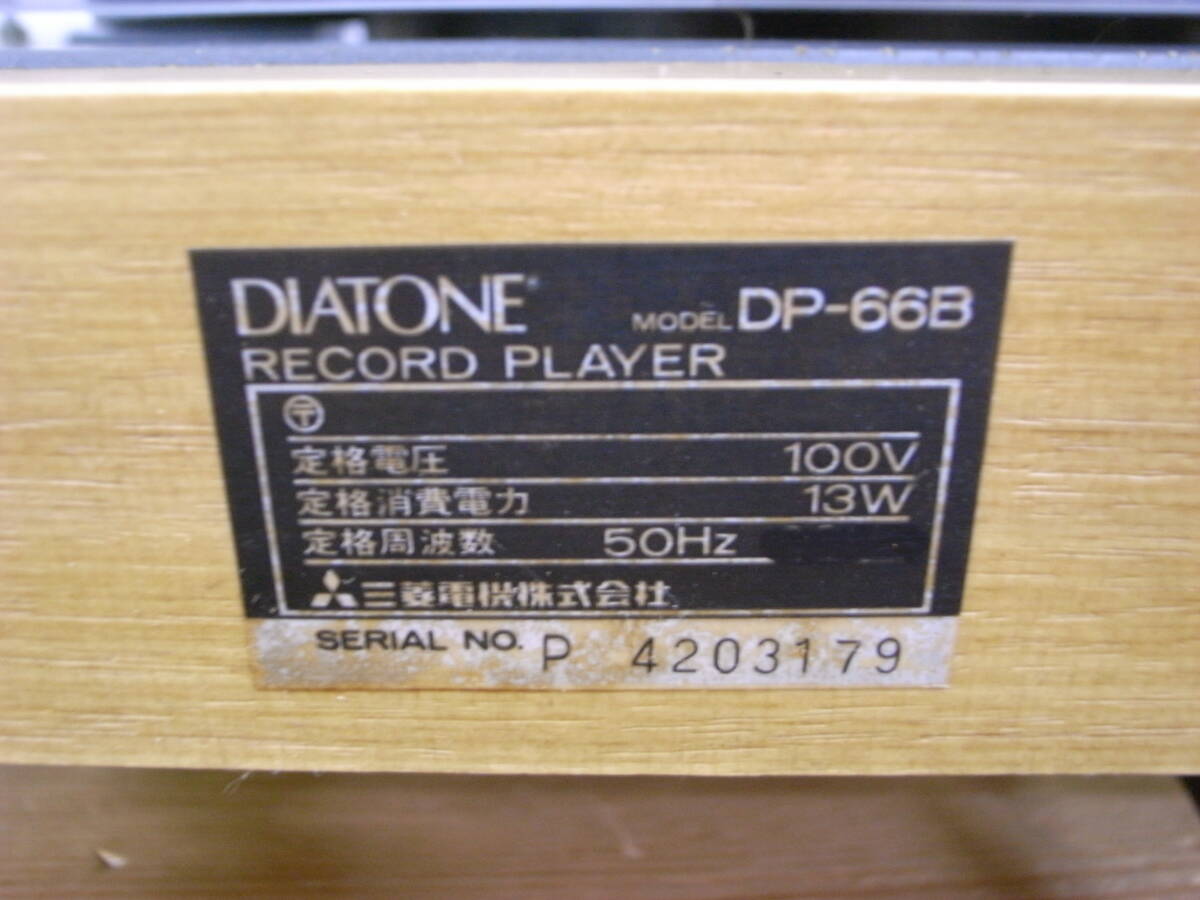 DIATONE MODEL DP-66B
RECORD PLAYER
〒
定格電圧 100V
定格消費電力 13W
定格周波数 50Hz
三菱電機株式会社
SERIAL NO. P 4203179